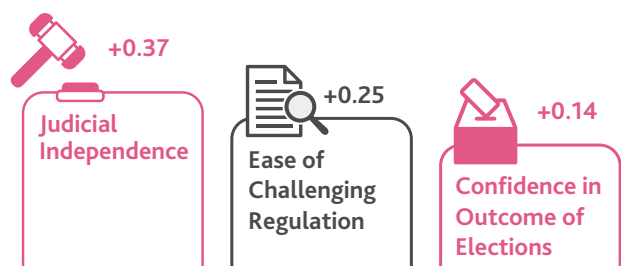 +0.37
Judicial
Independence
+0.25
Ease of
Challenging
Regulation
+0.14
Confidence in
Outcome of
Elections